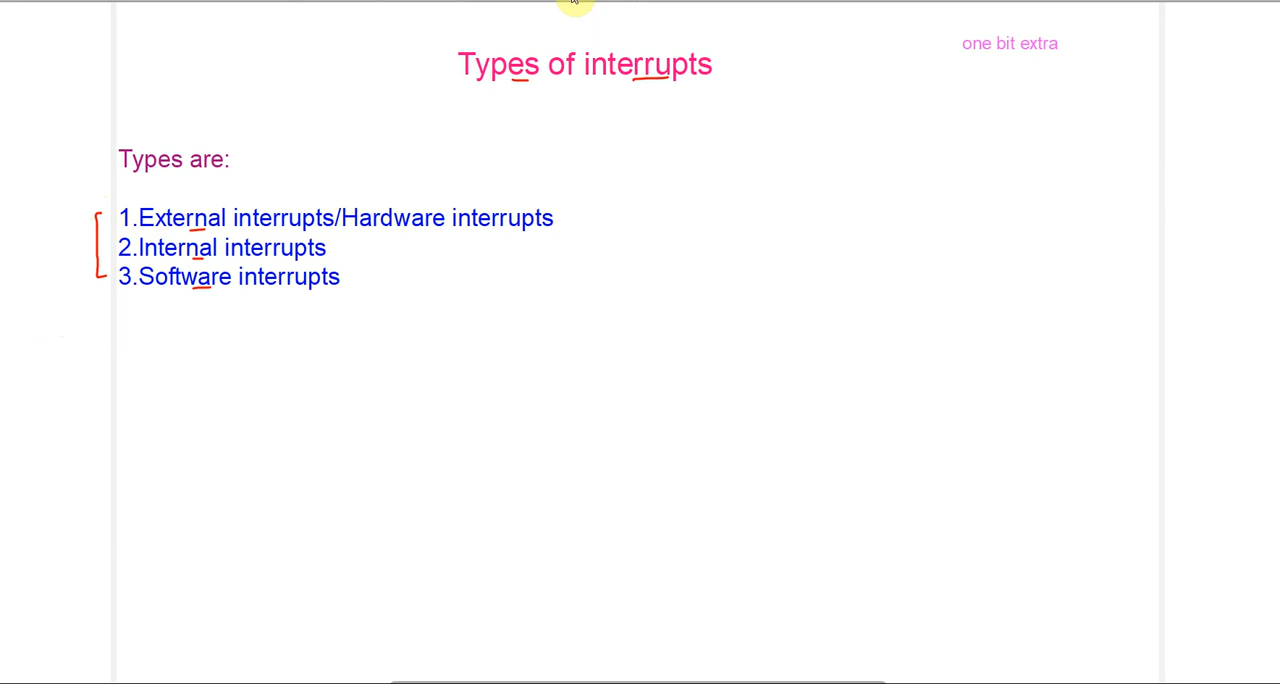 one bit extra
Types of interrupts
Types are:
1.External interrupts/Hardware interrupts
2.Internal interrupts
3.Software interrupts